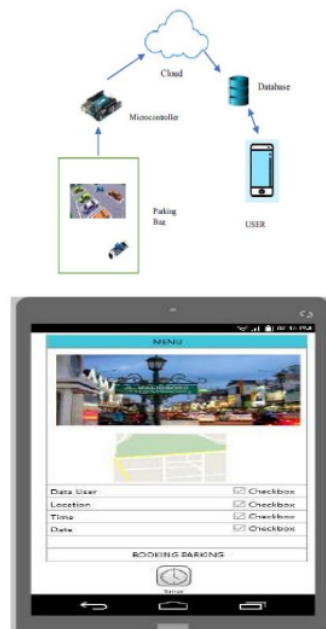 Cloud
Database
Microcontroller
Parking
Bag
USER
MENU
Data User
Checkbox
Location
Checkbox
Time
Checkbox
Date
Checkbox
BOOKING PARKING